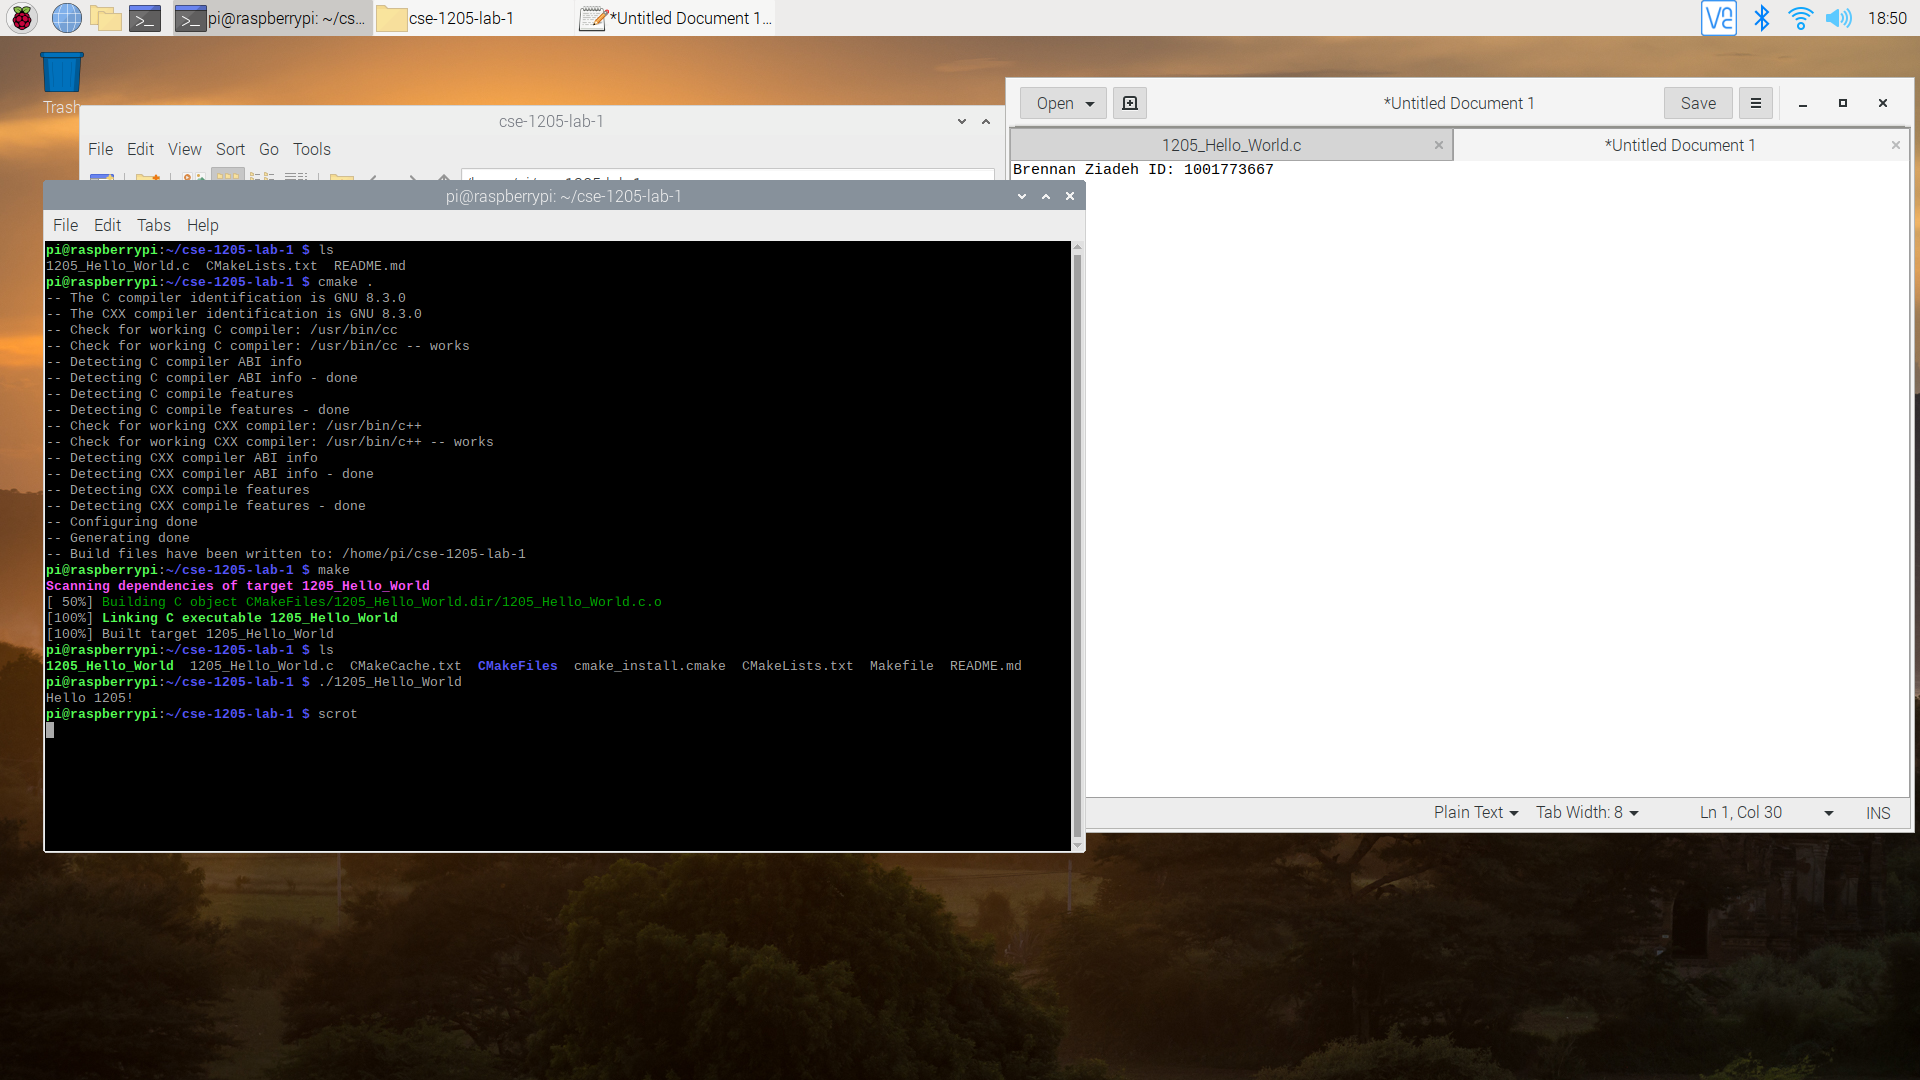 pi@raspberrypi: ~/cs...
cse-1205-lab-1
*Untitled Document 1...
18:50
Trash
cse-1205-lab-1
File Edit View Sort Go Tools
pi@raspberrypi: ~/cse-1205-lab-1
File Edit Tabs Help
pi@raspberrypi:~/cse-1205-lab-1 $ ls
1205_Hello_World.c  CMakeLists.txt  README.md
pi@raspberrypi:~/cse-1205-lab-1 $ cmake .
-- The C compiler identification is GNU 8.3.0
-- The CXX compiler identification is GNU 8.3.0
-- Check for working C compiler: /usr/bin/cc
-- Check for working C compiler: /usr/bin/cc -- works
-- Detecting C compiler ABI info
-- Detecting C compiler ABI info - done
-- Detecting C compile features
-- Detecting C compile features - done
-- Check for working CXX compiler: /usr/bin/c++
-- Check for working CXX compiler: /usr/bin/c++ -- works
-- Detecting CXX compiler ABI info
-- Detecting CXX compiler ABI info - done
-- Detecting CXX compile features
-- Detecting CXX compile features - done
-- Configuring done
-- Generating done
-- Build files have been written to: /home/pi/cse-1205-lab-1
pi@raspberrypi:~/cse-1205-lab-1 $ make
Scanning dependencies of target 1205_Hello_World
[ 50%] Building C object CMakeFiles/1205_Hello_World.dir/1205_Hello_World.c.o
[100%] Linking C executable 1205_Hello_World
[100%] Built target 1205_Hello_World
pi@raspberrypi:~/cse-1205-lab-1 $ ls
1205_Hello_World  1205_Hello_World.c  CMakeCache.txt  CMakeFiles  cmake_install.cmake  CMakeLists.txt  Makefile  README.md
pi@raspberrypi:~/cse-1205-lab-1 $ ./1205_Hello_World
Hello 1205!
pi@raspberrypi:~/cse-1205-lab-1 $ scrot
Open
*Untitled Document 1
Save
1205_Hello_World.c
*Untitled Document 1
Brennan Ziadeh ID: 1001773667
Plain Text
Tab Width: 8
Ln 1, Col 30
INS